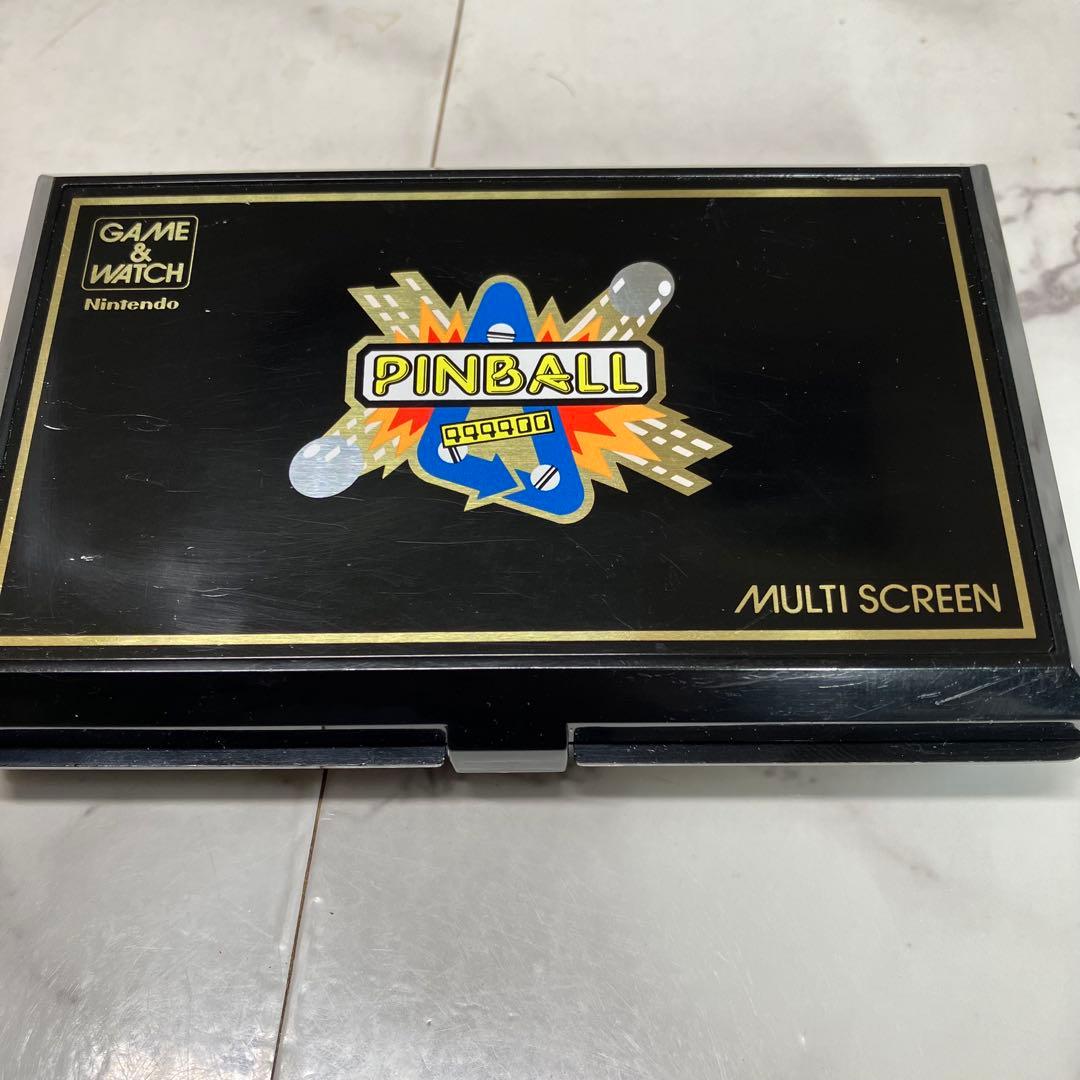 GAME
&
WATCH
Nintendo
PINBALL
999900
MULTI SCREEN